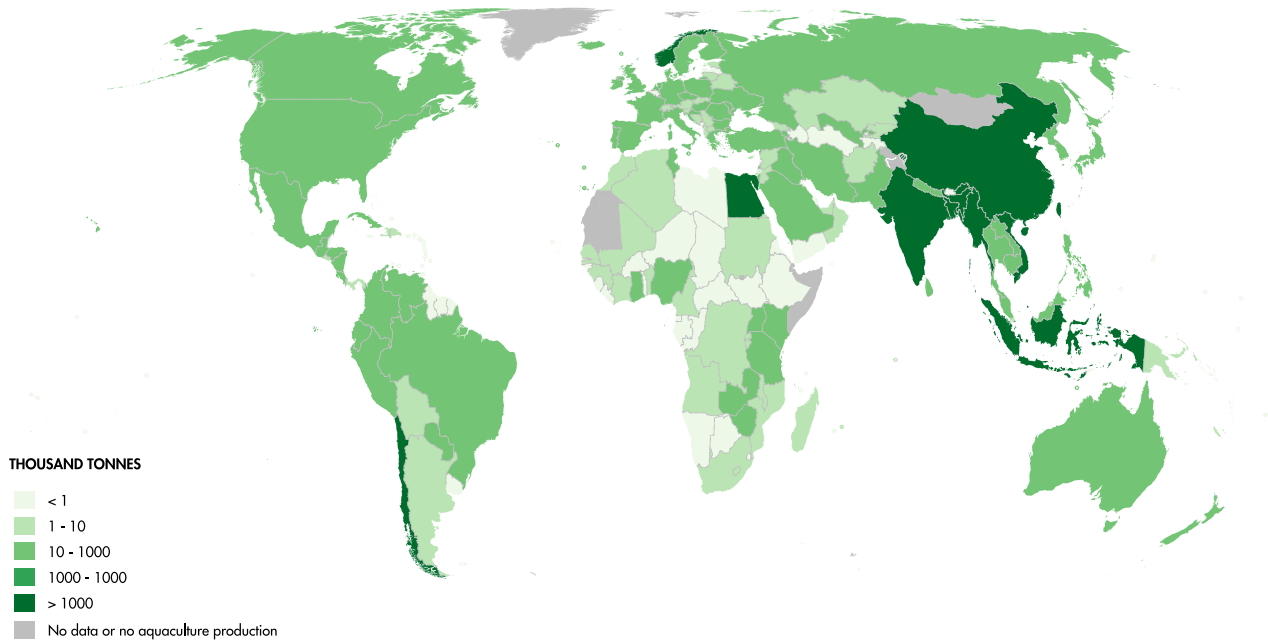 THOUSAND TONNES
< 1
1 - 10
10 - 1000
1000 - 1000
> 1000
No data or no aquaculture production